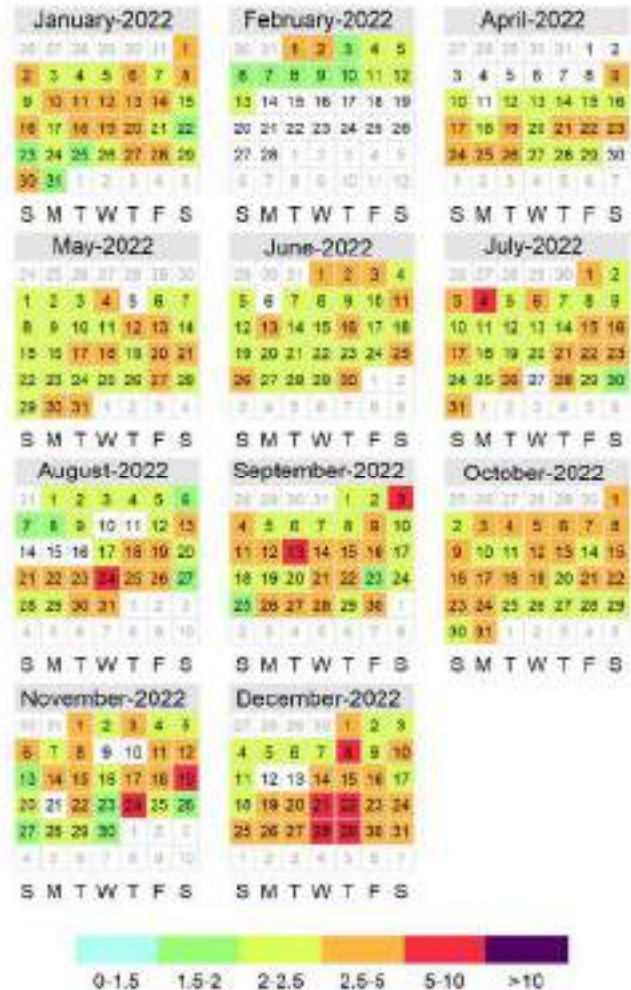 January-2022
26 27 28 29 30 31 1
2 3 4 5 6 7 8
9 10 11 12 13 14 15
16 17 18 19 20 21 22
23 24 25 26 27 28 29
30 31 1 2 3 4 5
S M T W T F S
February-2022
30 31 1 2 3 4 5
6 7 8 9 10 11 12
13 14 15 16 17 18 19
20 21 22 23 24 25 26
27 28 1 2 3 4 5
6 7 8 9 10 11 12
S M T W T F S
April-2022
27 28 29 30 31 1 2
3 4 5 6 7 8 9
10 11 12 13 14 15 16
17 18 19 20 21 22 23
24 25 26 27 28 29 30
1 2 3 4 5 6 7
S M T W T F S
May-2022
24 25 26 27 28 29 30
1 2 3 4 5 6 7
8 9 10 11 12 13 14
15 16 17 18 19 20 21
22 23 24 25 26 27 28
29 30 31 1 2 3 4
S M T W T F S
June-2022
29 30 31 1 2 3 4
5 6 7 8 9 10 11
12 13 14 15 16 17 18
19 20 21 22 23 24 25
26 27 28 29 30 1 2
3 4 5 6 7 8 9
S M T W T F S
July-2022
26 27 28 29 30 1 2
3 4 5 6 7 8 9
10 11 12 13 14 15 16
17 18 19 20 21 22 23
24 25 26 27 28 29 30
31 1 2 3 4 5 6
S M T W T F S
August-2022
31 1 2 3 4 5 6
7 8 9 10 11 12 13
14 15 16 17 18 19 20
21 22 23 24 25 26 27
28 29 30 31 1 2 3
4 5 6 7 8 9 10
S M T W T F S
September-2022
28 29 30 31 1 2 3
4 5 6 7 8 9 10
11 12 13 14 15 16 17
18 19 20 21 22 23 24
25 26 27 28 29 30 1
2 3 4 5 6 7 8
S M T W T F S
October-2022
25 26 27 28 29 30 1
2 3 4 5 6 7 8
9 10 11 12 13 14 15
16 17 18 19 20 21 22
23 24 25 26 27 28 29
30 31 1 2 3 4 5
S M T W T F S
November-2022
30 31 1 2 3 4 5
6 7 8 9 10 11 12
13 14 15 16 17 18 19
20 21 22 23 24 25 26
27 28 29 30 1 2 3
4 5 6 7 8 9 10
S M T W T F S
December-2022
27 28 29 30 1 2 3
4 5 6 7 8 9 10
11 12 13 14 15 16 17
18 19 20 21 22 23 24
25 26 27 28 29 30 31
1 2 3 4 5 6 7
S M T W T F S
0-1.5 1.5-2 2-2.5 2.5-5 5-10 >10